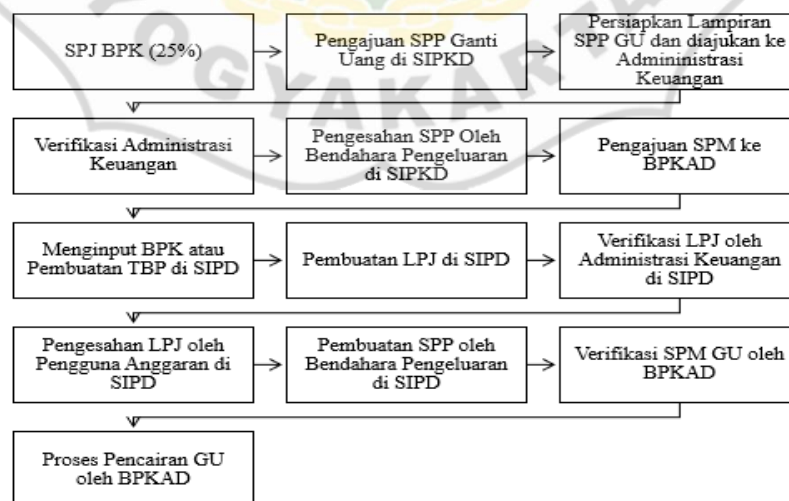 SPJ BPK (25%)
Pengajuan SPP Ganti
Uang di SIPKD
Persiapkan Lampiran
SPP GU dan diajukan ke
Admininistrasi
Keuangan
YOGYAKARTA
Verifikasi Administrasi
Keuangan
Pengesahan SPP Oleh
Bendahara Pengeluaran
di SIPKD
Pengajuan SPM ke
BPKAD
Menginput BPK atau
Pembuatan TBP di SIPD
Pembuatan LPJ di SIPD
Verifikasi LPJ oleh
Administrasi Keuangan
di SIPD
Pengesahan LPJ oleh
Pengguna Anggaran di
SIPD
Pembuatan SPP oleh
Bendahara Pengeluaran
di SIPD
Verifikasi SPM GU oleh
BPKAD
Proses Pencairan GU
oleh BPKAD